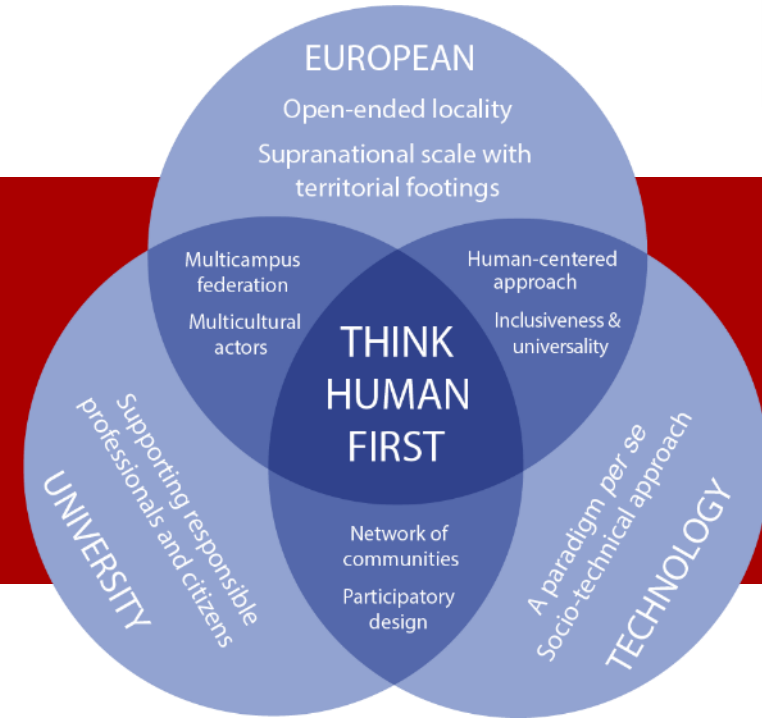 EUROPEAN
Open-ended locality
Supranational scale with
territorial footings
Multicampus
federation
Multicultural
actors
Human-centered
approach
Inclusiveness &
universality
THINK
HUMAN
FIRST
Supporting responsible
professionals and citizens
UNIVERSITY
Network of
communities
Participatory
design
A paradigm per se
Socio-technical approach
TECHNOLOGY